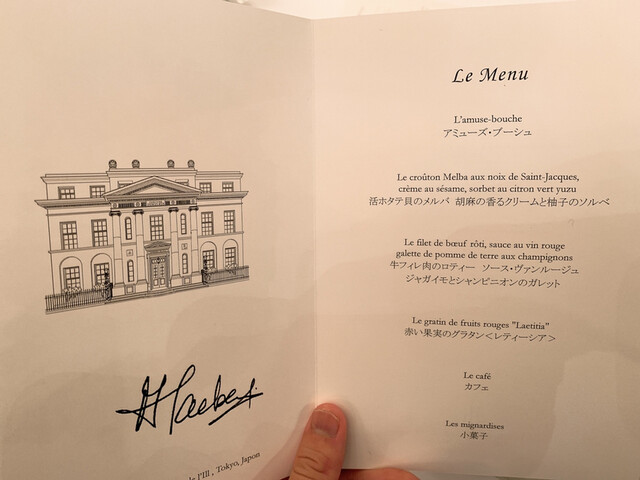 l'Ill , Tokyo, Japon
Le Menu
L'amuse-bouche
アミューズ・ブーシュ
Le croûton Melba aux noix de Saint-Jacques,
crème au sésame, sorbet au citron vert yuzu
活ホタテ貝のメルバ 胡麻の香るクリームと柚子のソルベ
Le filet de bœuf rôti, sauce au vin rouge
galette de pomme de terre aux champignons
牛フィレ肉のロティー ソース・ヴァンルージュ
ジャガイモとシャンピニオンのガレット
Le gratin de fruits rouges "Laetitia"
赤い果実のグラタン<レティーシア>
Le café
カフェ
Les mignardises
小菓子